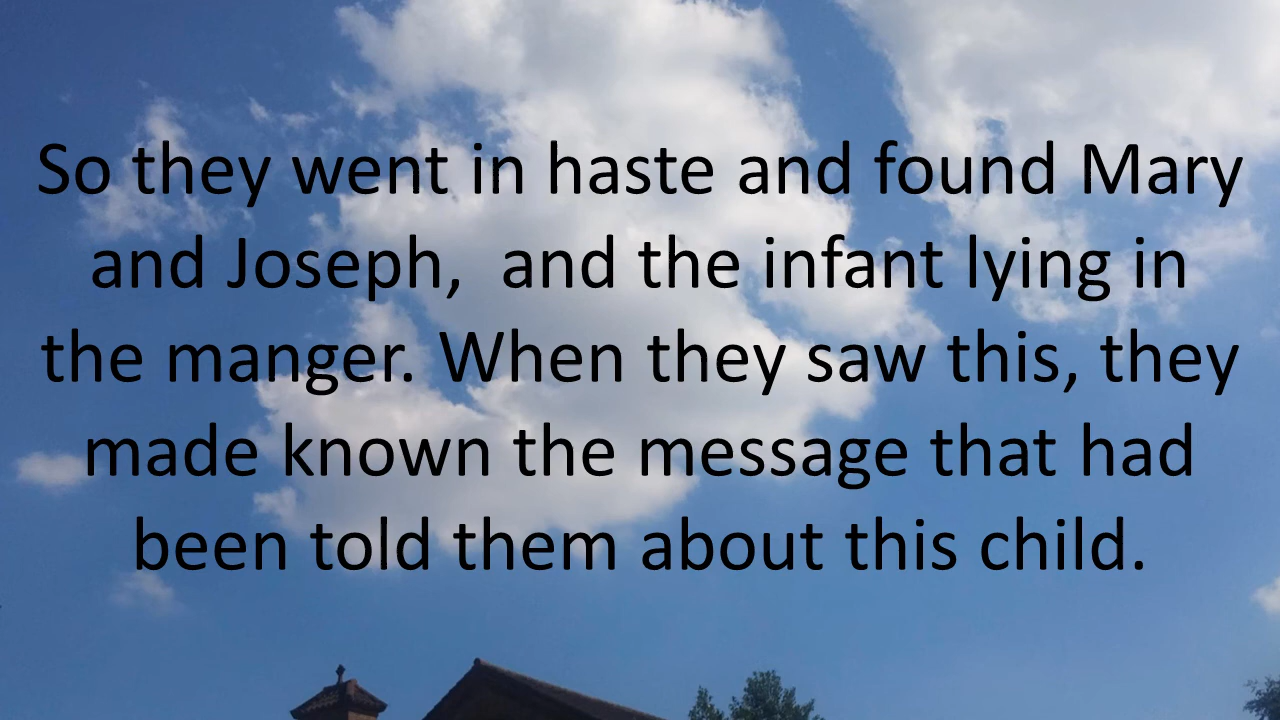 So they went in haste and found Mary
and Joseph,  and the infant lying in
the manger. When they saw this, they
made known the message that had
been told them about this child.